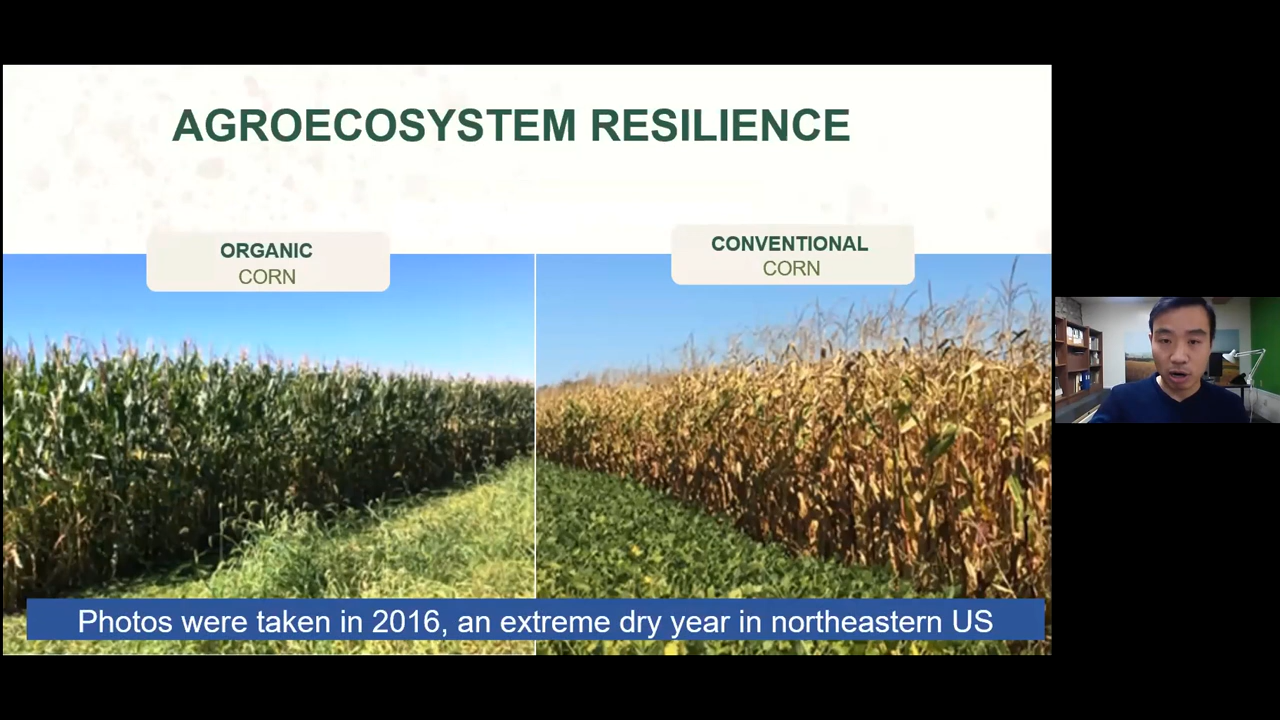 AGROECOSYSTEM RESILIENCE
ORGANIC
CORN
CONVENTIONAL
CORN
Photos were taken in 2016, an extreme dry year in northeastern US